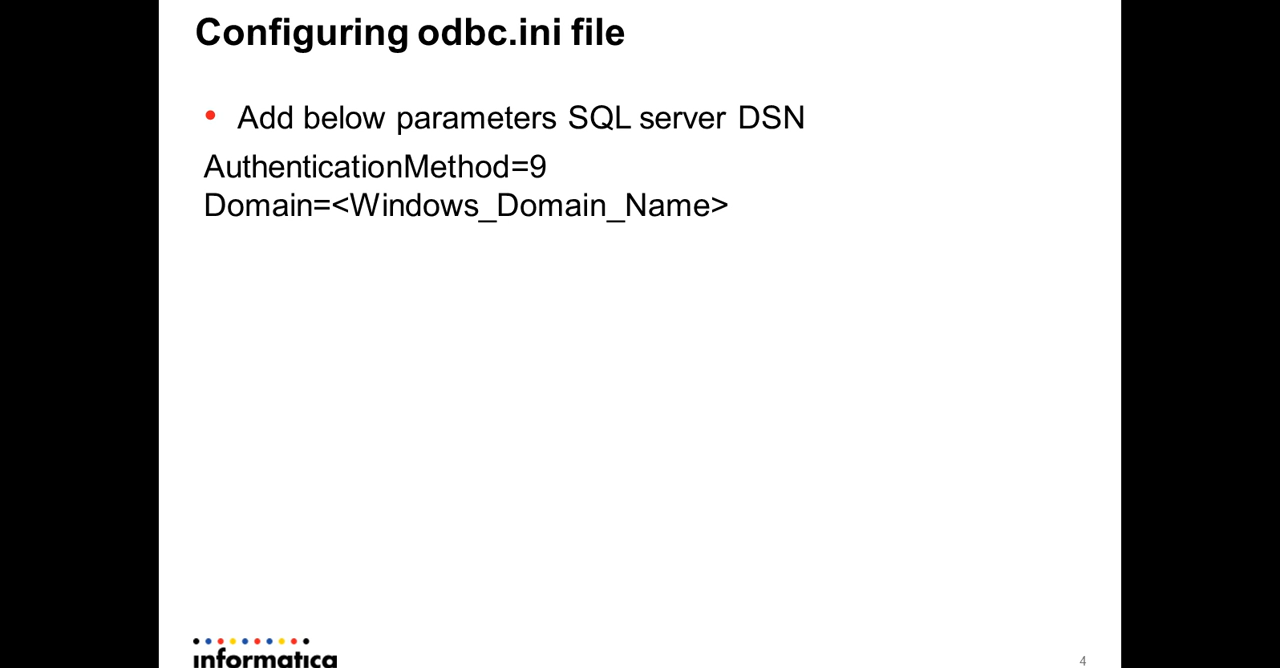 Configuring odbc.ini file
• Add below parameters SQL server DSN
AuthenticationMethod=9
Domain=<Windows_Domain_Name>
informatica
4